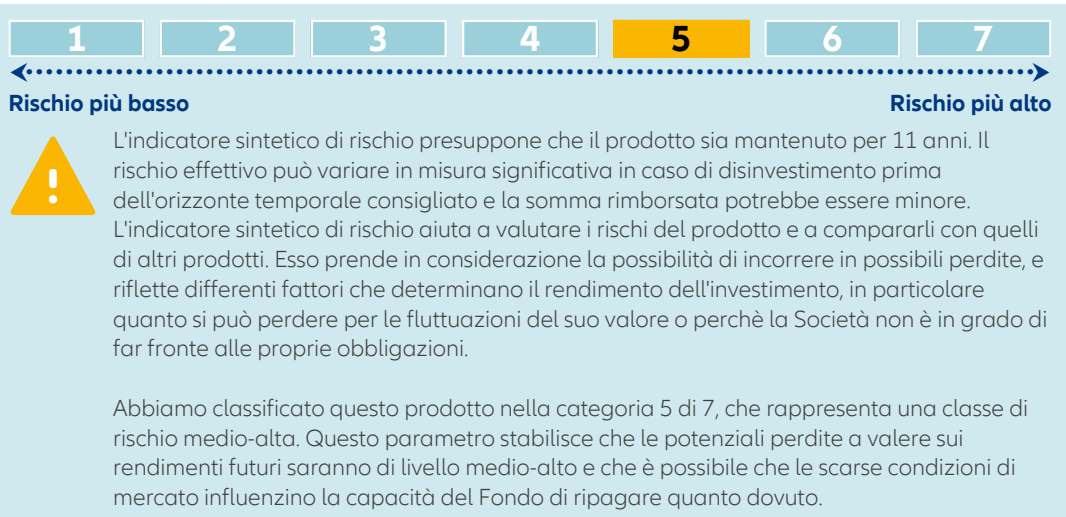 1 2 3 4 5 6 7
Rischio più basso Rischio più alto
L'indicatore sintetico di rischio presuppone che il prodotto sia mantenuto per 11 anni. Il
rischio effettivo può variare in misura significativa in caso di disinvestimento prima
dell'orizzonte temporale consigliato e la somma rimborsata potrebbe essere minore.
L'indicatore sintetico di rischio aiuta a valutare i rischi del prodotto e a compararli con quelli
di altri prodotti. Esso prende in considerazione la possibilità di incorrere in possibili perdite, e
riflette differenti fattori che determinano il rendimento dell'investimento, in particolare
quanto si può perdere per le fluttuazioni del suo valore o perchè la Società non è in grado di
far fronte alle proprie obbligazioni.
Abbiamo classificato questo prodotto nella categoria 5 di 7, che rappresenta una classe di
rischio medio-alta. Questo parametro stabilisce che le potenziali perdite a valere sui
rendimenti futuri saranno di livello medio-alto e che è possibile che le scarse condizioni di
mercato influenzino la capacità del Fondo di ripagare quanto dovuto.